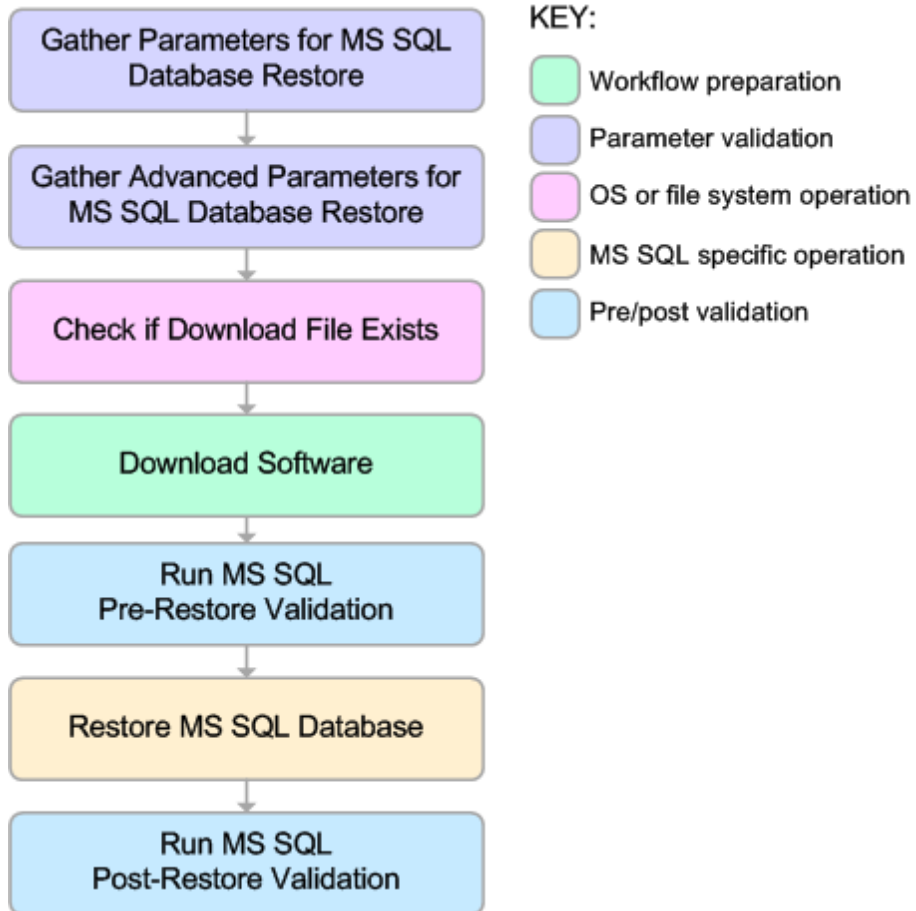 Gather Parameters for MS SQL
Database Restore
Gather Advanced Parameters for
MS SQL Database Restore
Check if Download File Exists
Download Software
Run MS SQL
Pre-Restore Validation
Restore MS SQL Database
Run MS SQL
Post-Restore Validation
KEY:
Workflow preparation
Parameter validation
OS or file system operation
MS SQL specific operation
Pre/post validation